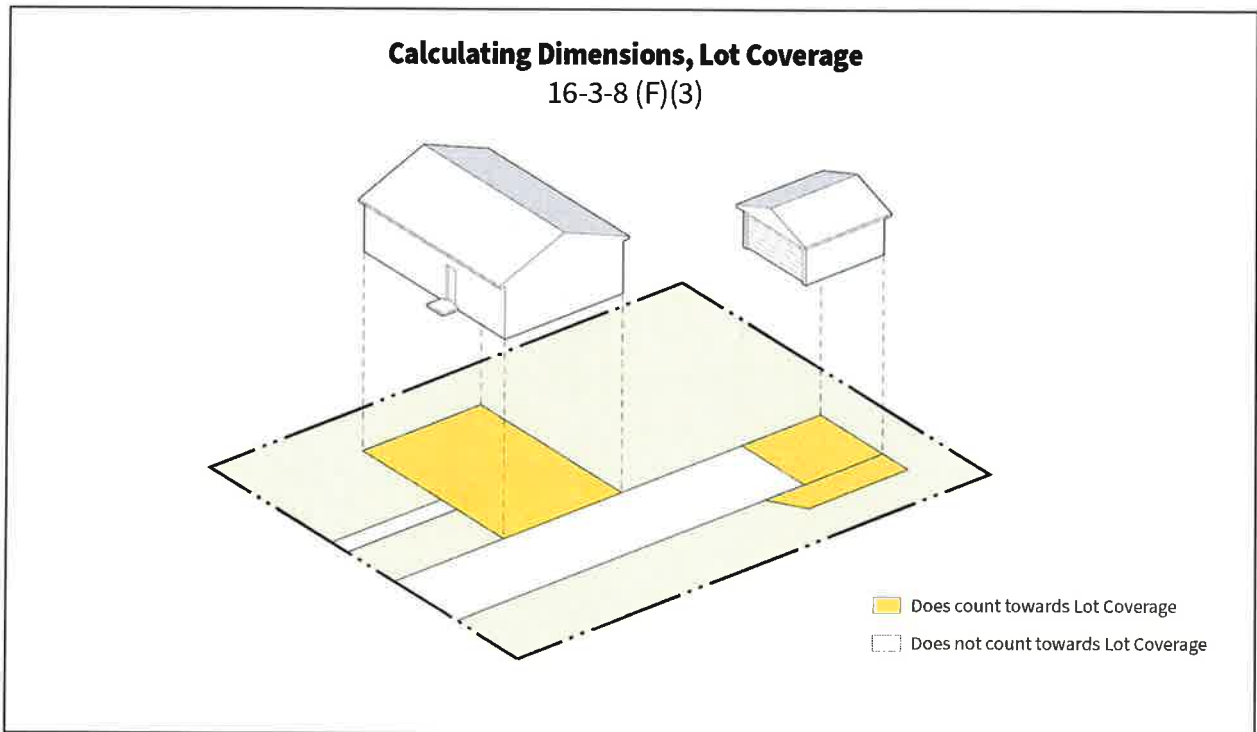 Calculating Dimensions, Lot Coverage
16-3-8 (F)(3)
Does count towards Lot Coverage
Does not count towards Lot Coverage